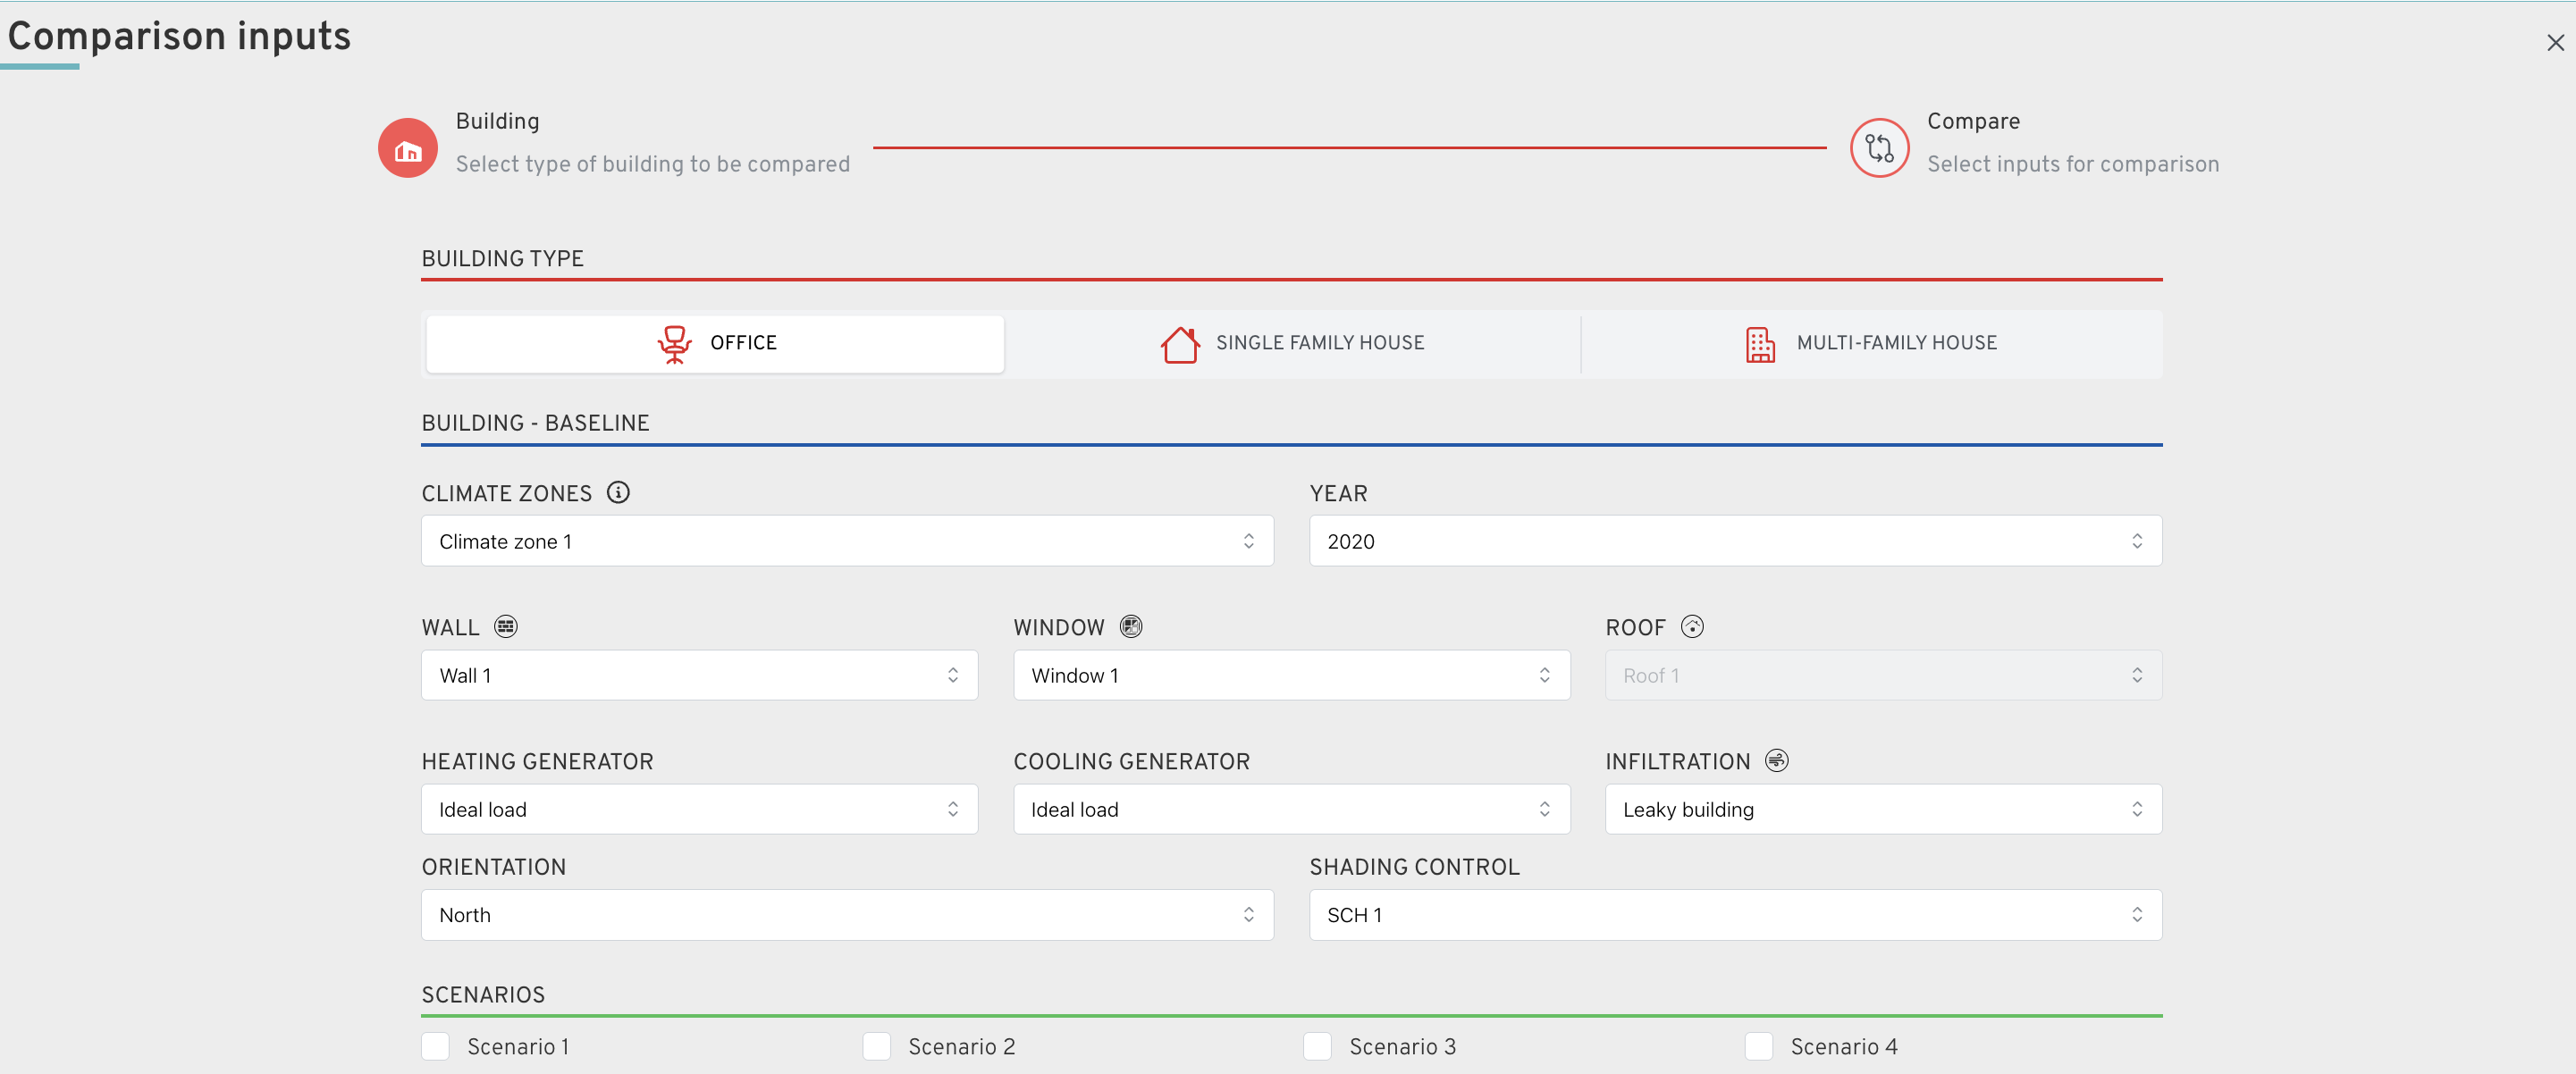 Comparison inputs
Building
Select type of building to be compared
Compare
Select inputs for comparison
BUILDING TYPE
OFFICE
SINGLE FAMILY HOUSE
MULTI-FAMILY HOUSE
BUILDING - BASELINE
CLIMATE ZONES
YEAR
Climate zone 1
2020
WALL
WINDOW
ROOF
Wall 1
Window 1
Roof 1
HEATING GENERATOR
COOLING GENERATOR
INFILTRATION
Ideal load
Ideal load
Leaky building
ORIENTATION
SHADING CONTROL
North
SCH 1
SCENARIOS
Scenario 1
Scenario 2
Scenario 3
Scenario 4